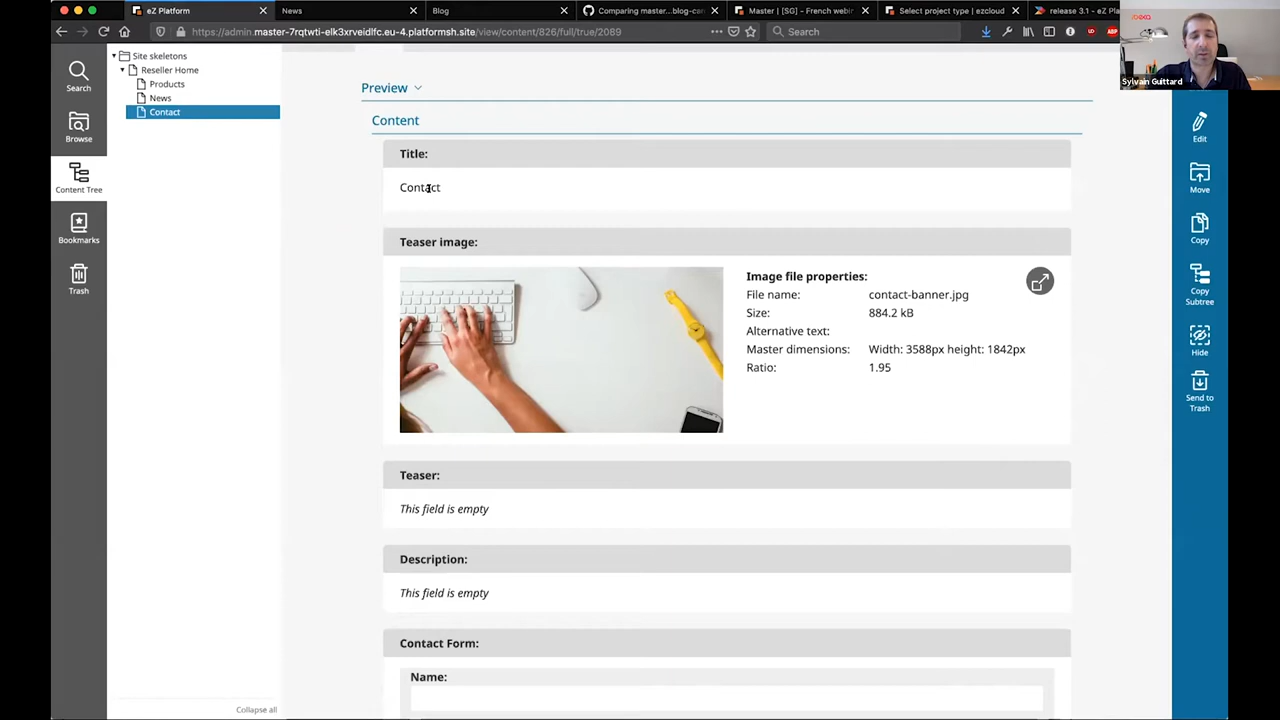 eZ Platform
News
Blog
Comparing master...blog-con
Master | [SG] - French webin
Select project type | ezcloud
release 3.1 - eZ Pla
https://admin.master-7rqtwti-elk3xrveidlfc.eu-4.platformsh.site/view/content/826/full/true/2089
Search
Sylvain Guittard
Search
Browse
Content Tree
Bookmarks
Trash
Site skeletons
Reseller Home
Products
News
Contact
Collapse all
Preview
Content
Title:
Contact
Teaser image:
Image file properties:
File name: contact-banner.jpg
Size: 884.2 kB
Alternative text:
Master dimensions: Width: 3588px height: 1842px
Ratio: 1.95
Teaser:
This field is empty
Description:
This field is empty
Contact Form:
Name:
Edit
Move
Copy
Copy
Subtree
Hide
Send to
Trash